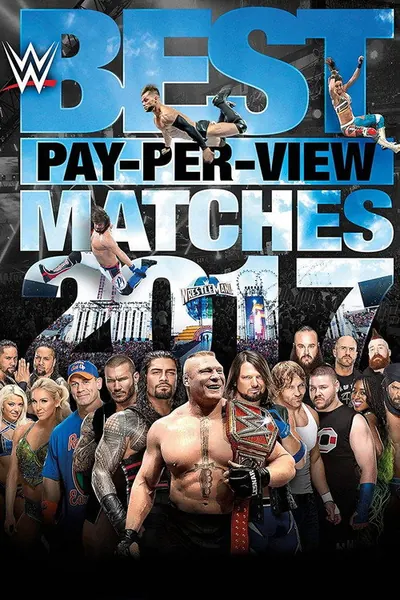 W
BEST
PAY-PER-VIEW
MATCHES
2017
WRESTLEMANIA